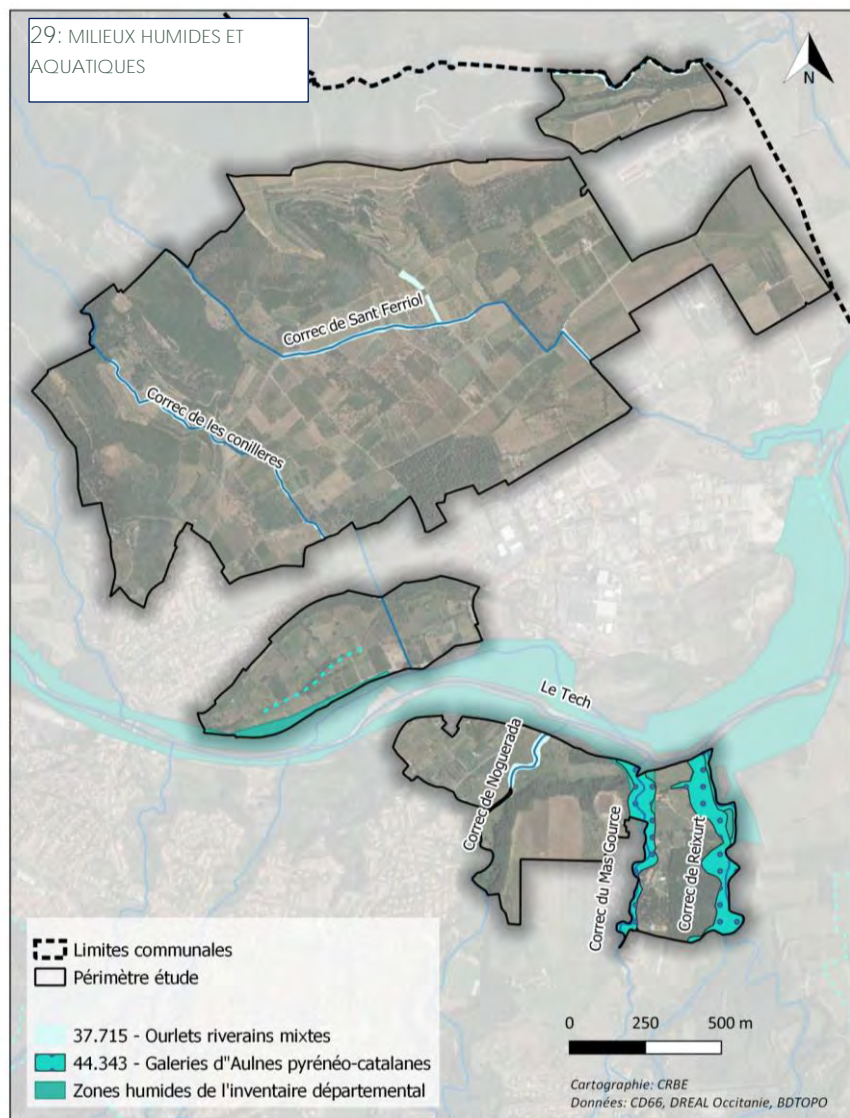 29: MILIEUX HUMIDES ET
AQUATIQUES
N
Correc de Sant Ferriol
Correc de les conilleres
Le Tech
Correc de Noguerada
Correc du Mas Gource
Correc de Reixurt
Limites communales
Périmètre étude
37.715 - Ourlets riverains mixtes
44.343 - Galeries d"Aulnes pyrénéo-catalanes
Zones humides de l'inventaire départemental
0 250 500 m
Cartographie: CRBE
Données: CD66, DREAL Occitanie, BDTOPO